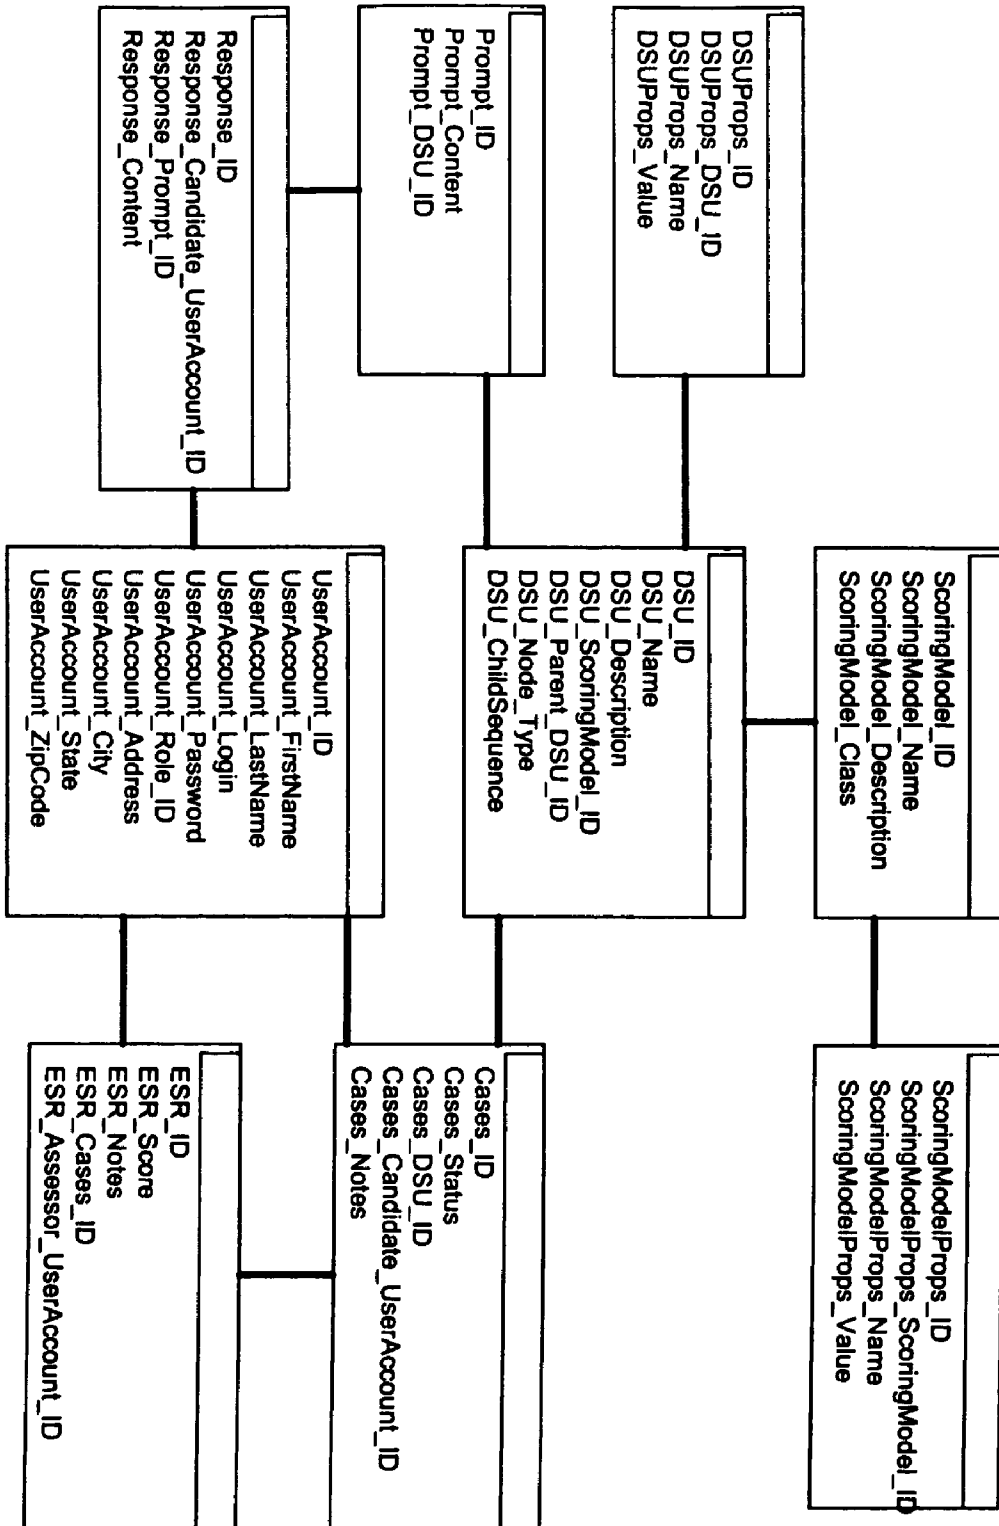 DSUProps_ID
DSUProps_DSU_ID
DSUProps_Name
DSUProps_Value
Prompt_ID
Prompt_Content
Prompt_DSU_ID
Response_ID
Response_Candidate_UserAccount_ID
Response_Prompt_ID
Response_Content
ScoringModel_ID
ScoringModel_Name
ScoringModel_Description
ScoringModel_Class
DSU_ID
DSU_Name
DSU_Description
DSU_ScoringModel_ID
DSU_Parent_DSU_ID
DSU_Node_Type
DSU_ChildSequence
UserAccount_ID
UserAccount_FirstName
UserAccount_LastName
UserAccount_Login
UserAccount_Password
UserAccount_Role_ID
UserAccount_Address
UserAccount_City
UserAccount_State
UserAccount_ZipCode
ScoringModelProps_ID
ScoringModelProps_ScoringModel_ID
ScoringModelProps_Name
ScoringModelProps_Value
Cases_ID
Cases_Status
Cases_DSU_ID
Cases_Candidate_UserAccount_ID
Cases_Notes
ESR_ID
ESR_Score
ESR_Notes
ESR_Cases_ID
ESR_Assessor_UserAccount_ID